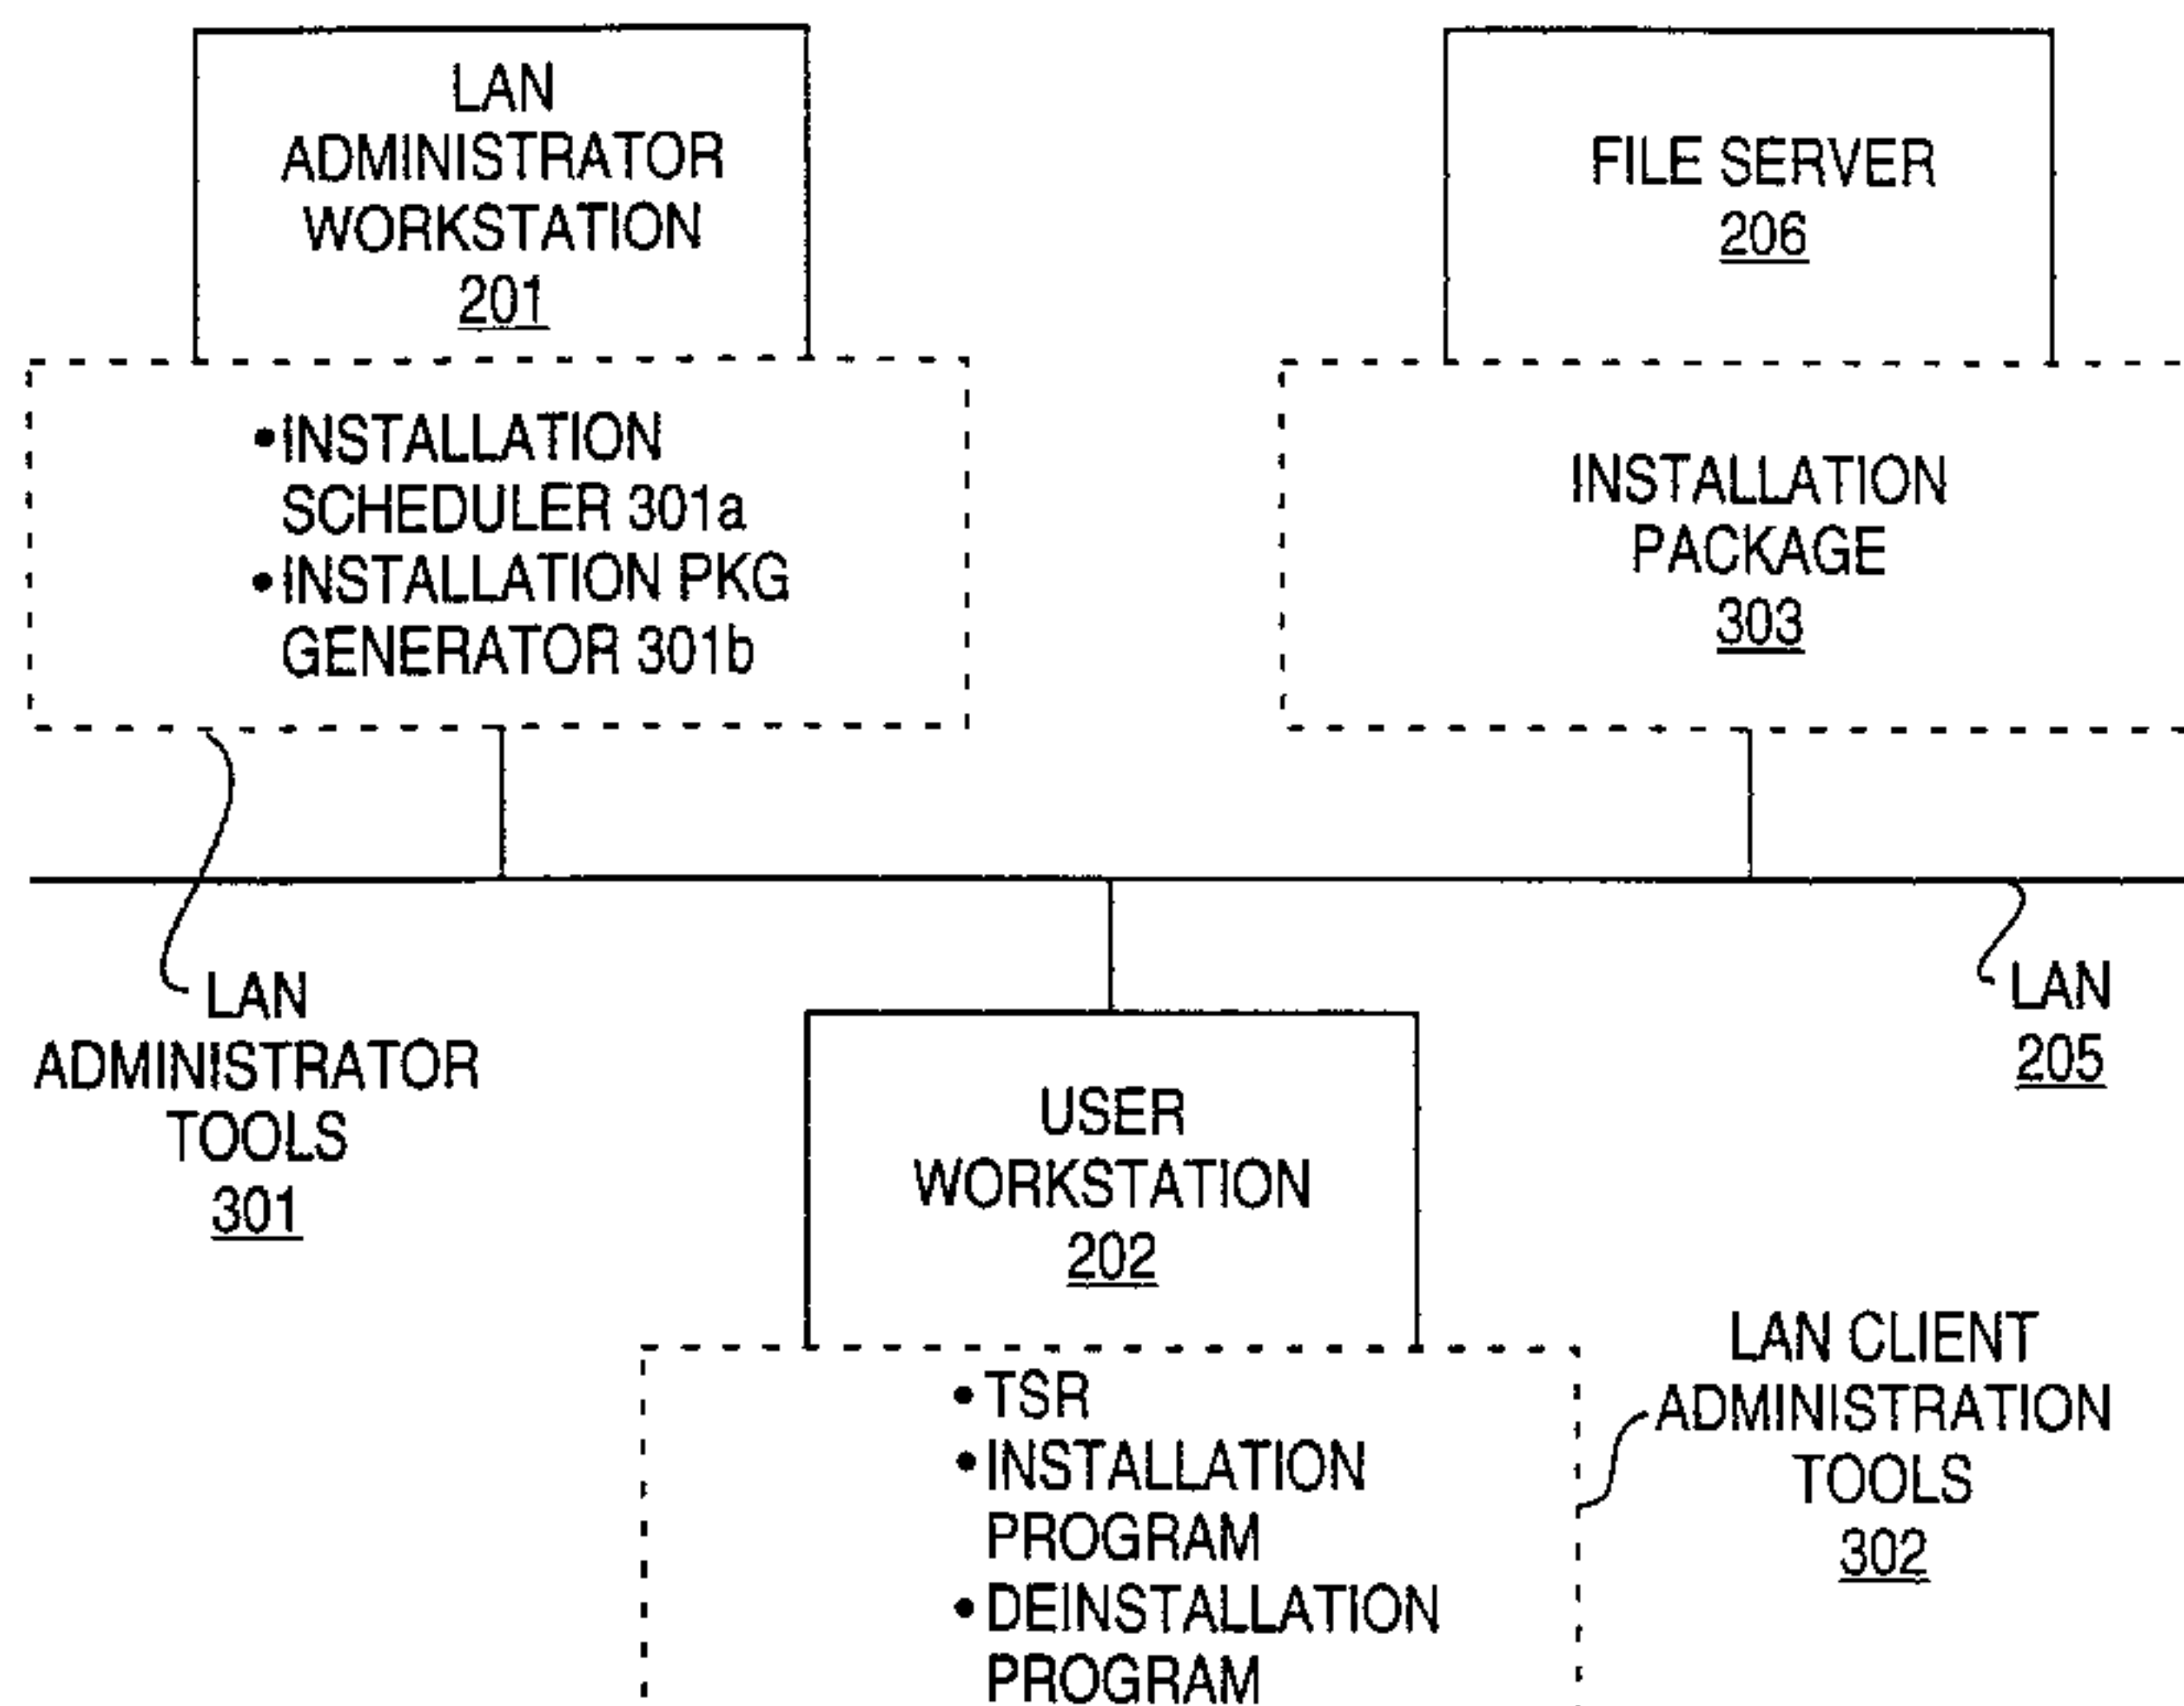 LAN
ADMINISTRATOR
WORKSTATION
201
FILE SERVER
206
•INSTALLATION
SCHEDULER 301a
•INSTALLATION PKG
GENERATOR 301b
INSTALLATION
PACKAGE
303
LAN
ADMINISTRATOR
TOOLS
301
LAN
205
USER
WORKSTATION
202
LAN CLIENT
ADMINISTRATION
TOOLS
302
•TSR
•INSTALLATION
PROGRAM
•DEINSTALLATION
PROGRAM